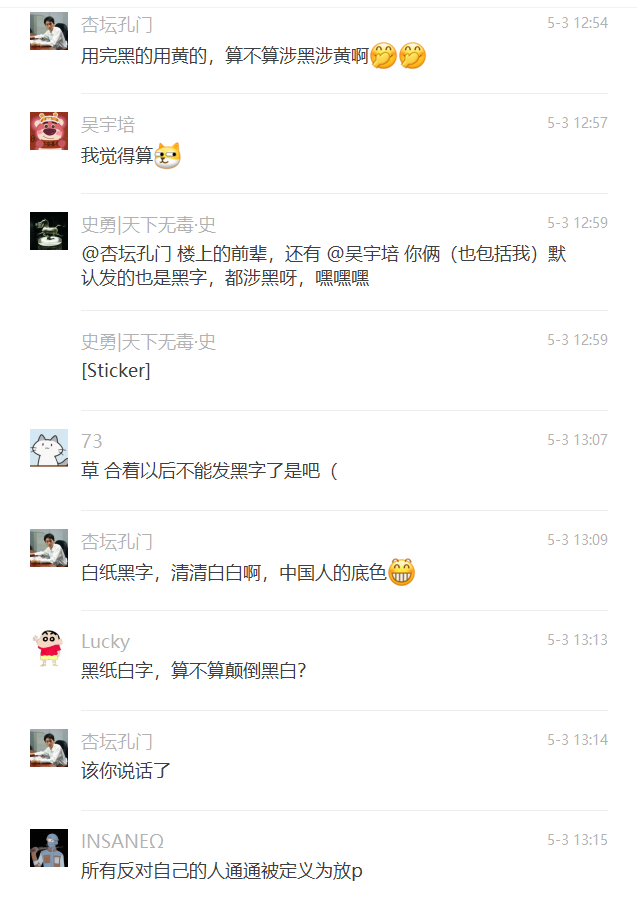 杏坛孔门
5-3 12:54
用完黑的用黄的，算不算涉黑涉黄啊🤭🤭
吴宇培
5-3 12:57
我觉得算
史勇|天下无毒·史
5-3 12:59
@杏坛孔门 楼上的前辈，还有 @吴宇培 你俩（也包括我）默
认发的也是黑字，都涉黑呀，嘿嘿嘿
史勇|天下无毒·史
5-3 12:59
[Sticker]
73
5-3 13:07
草 合着以后不能发黑字了是吧（
杏坛孔门
5-3 13:09
白纸黑字，清清白白啊，中国人的底色😁
Lucky
5-3 13:13
黑纸白字，算不算颠倒黑白？
杏坛孔门
5-3 13:14
该你说话了
INSANEΩ
5-3 13:15
所有反对自己的人通通被定义为放p